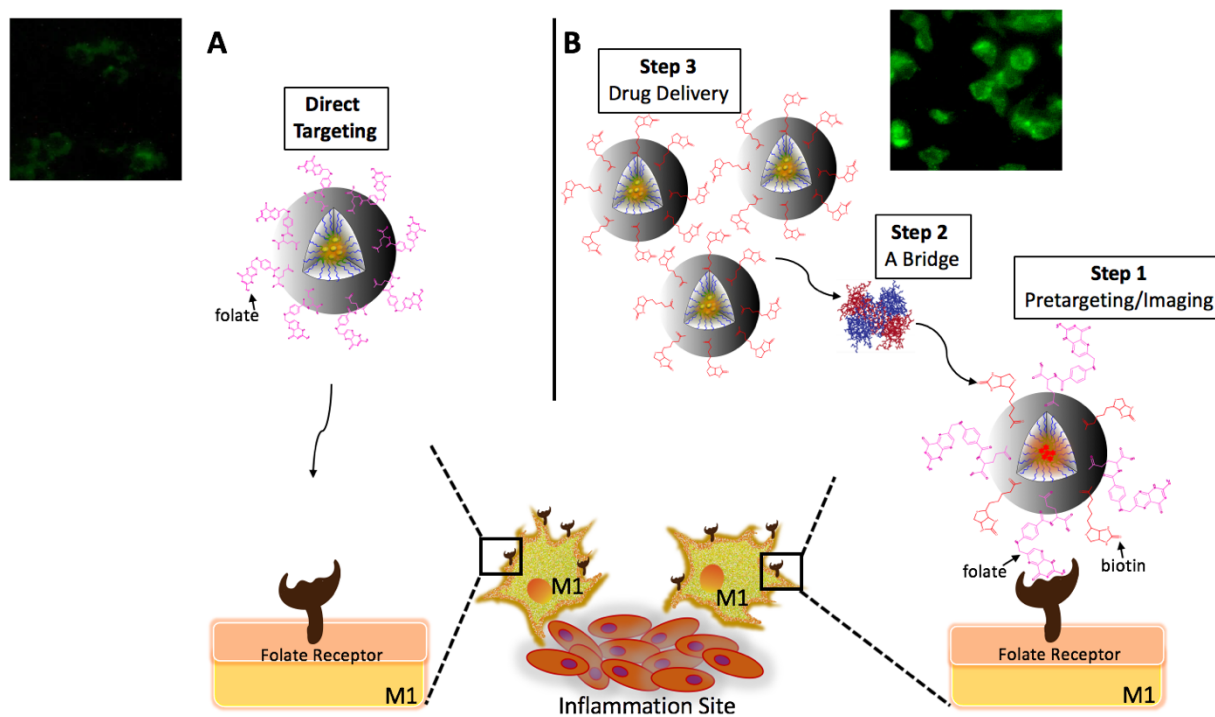 A
Direct
Targeting
folate
Folate Receptor
M1
B
Step 3
Drug Delivery
Step 2
A Bridge
Step 1
Pretargeting/Imaging
folate
biotin
Folate Receptor
M1
M1
M1
Inflammation Site